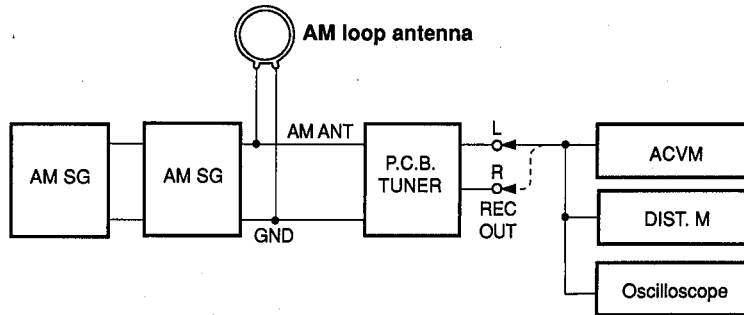 AM loop antenna
AM SG
AM SG
AM ANT
GND
P.C.B.
TUNER
L
R
REC
OUT
ACVM
DIST. M
Oscilloscope